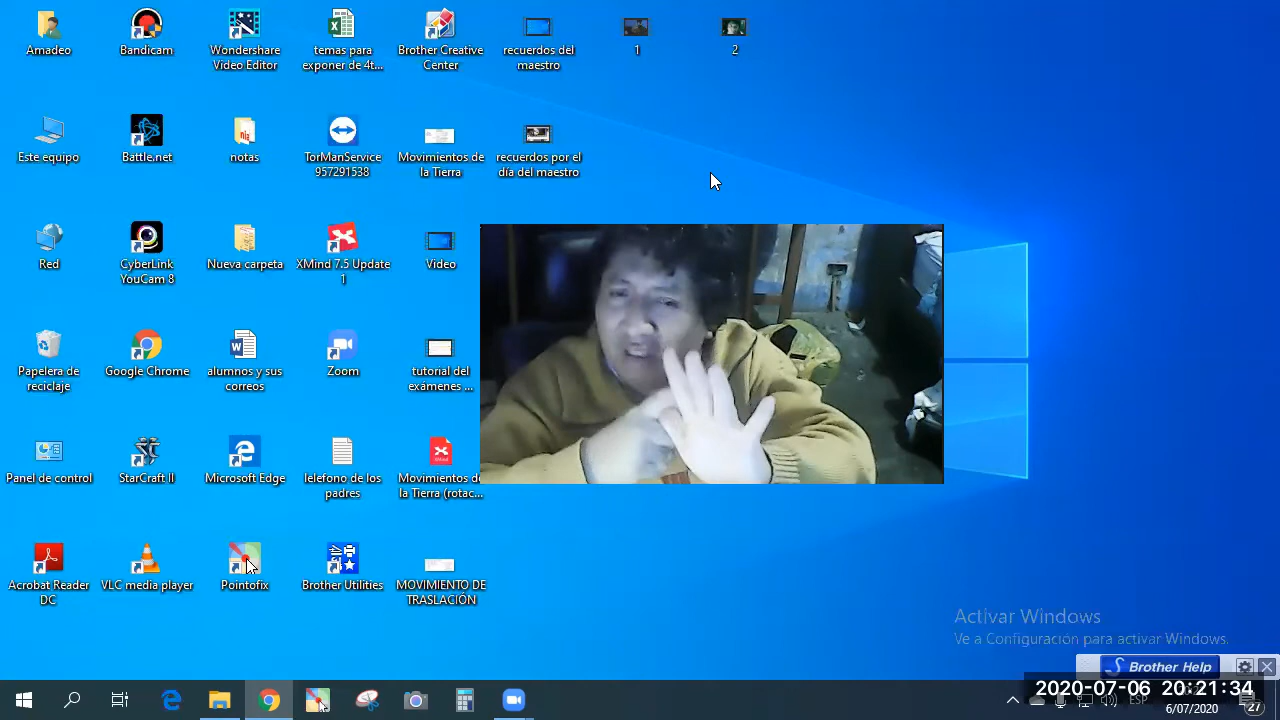 Amadeo
Bandicam
Wondershare
Video Editor
temas para
exponer de 4t...
Brother Creative
Center
recuerdos del
maestro
1
2
Este equipo
Battle.net
notas
TorManService
957291538
Movimientos de
la Tierra
recuerdos por el
día del maestro
Red
CyberLink
YouCam 8
Nueva carpeta
XMind 7.5 Update
1
Video
Papelera de
reciclaje
Google Chrome
alumnos y sus
correos
Zoom
tutorial del
exámenes ...
Panel de control
StarCraft II
Microsoft Edge
telefono de los
padres
Movimientos de
la Tierra (rotac...
Acrobat Reader
DC
VLC media player
Pointofix
Brother Utilities
MOVIMIENTO DE
TRASLACIÓN
Activar Windows
Ve a Configuración para activar Windows.
Brother Help
2020-07-06 20:21:34
ESP
6/07/2020
27